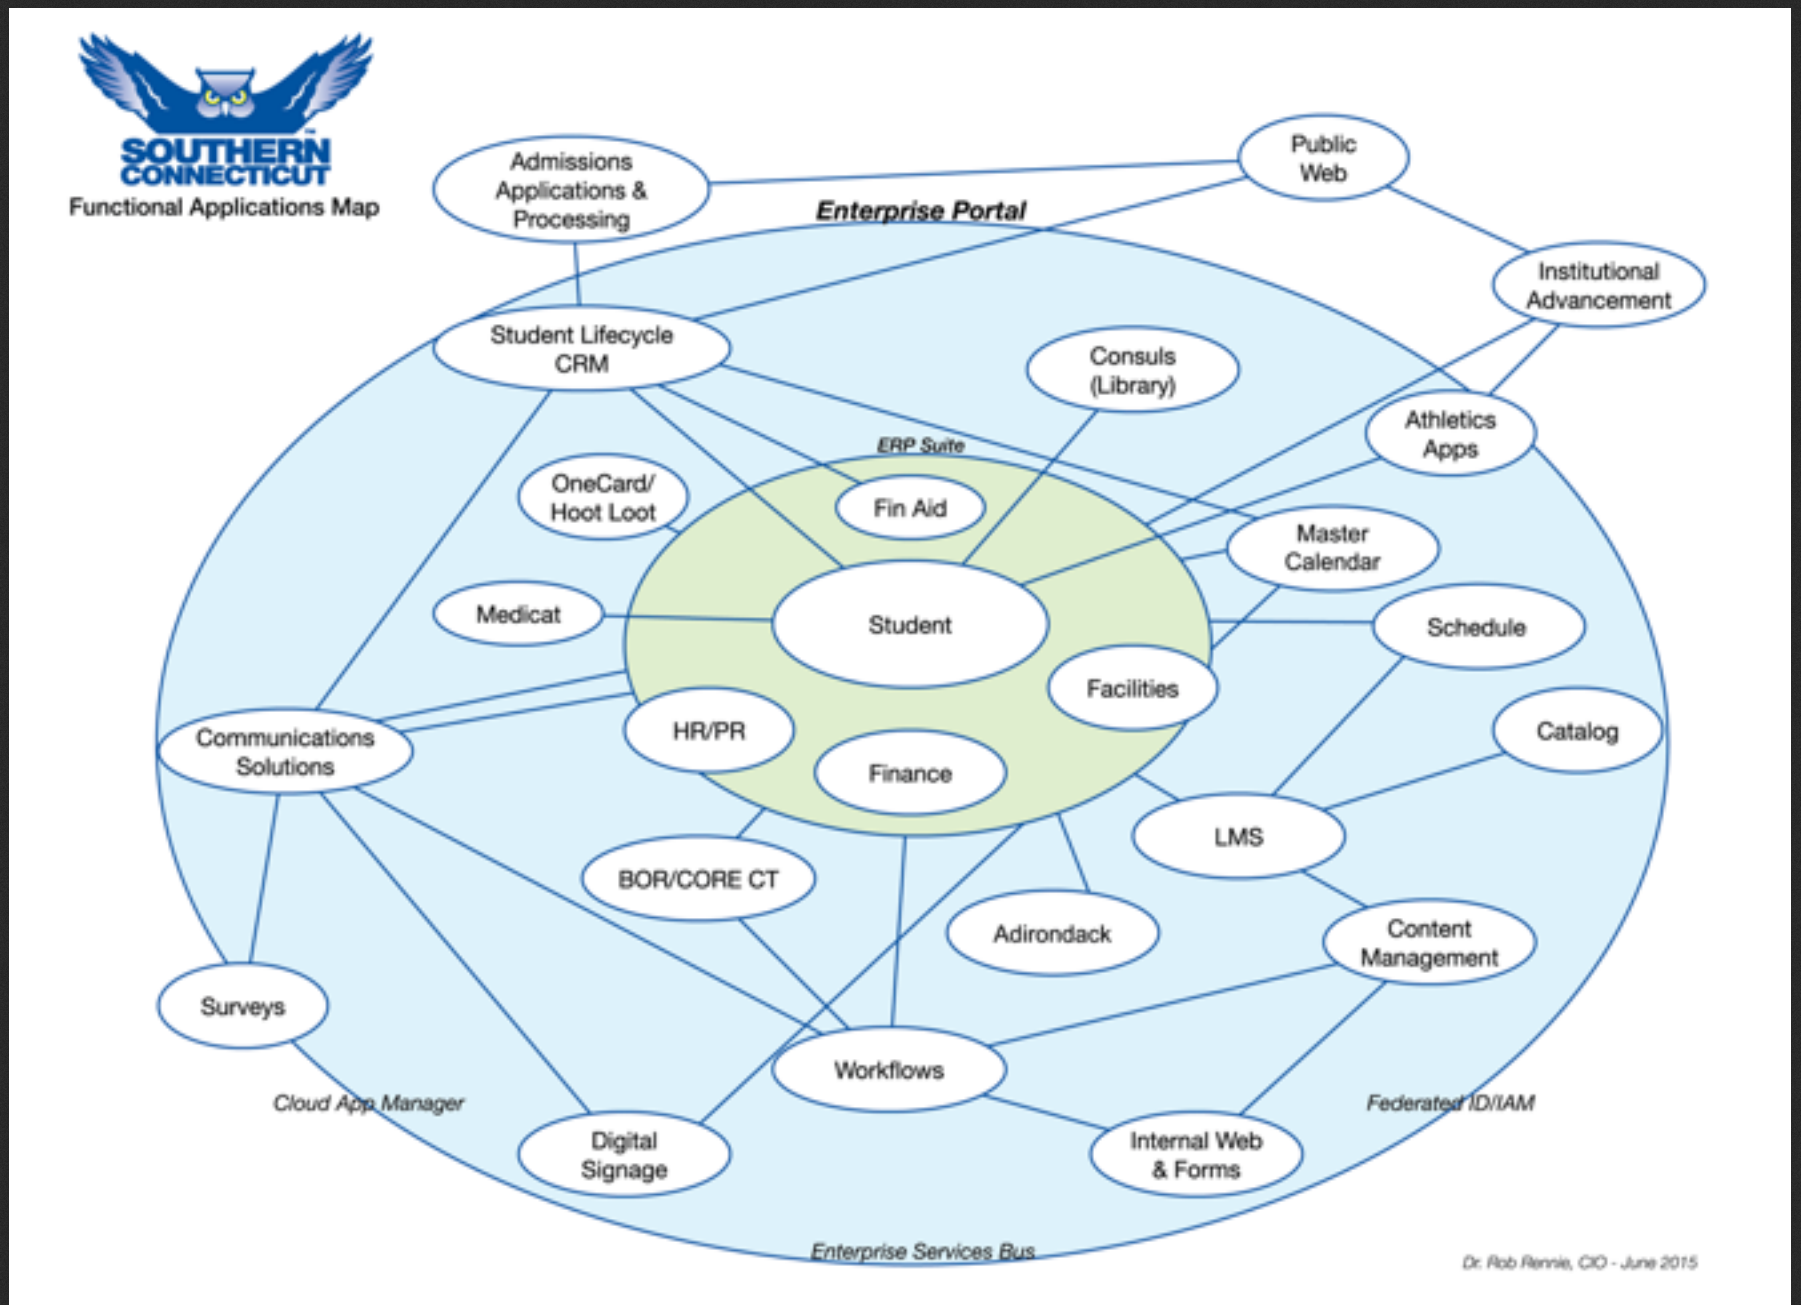 SOUTHERN
CONNECTICUT
™
Functional Applications Map
Admissions
Applications &
Processing
Public
Web
Enterprise Portal
Institutional
Advancement
Student Lifecycle
CRM
Consuls
(Library)
Athletics
Apps
ERP Suite
OneCard/
Hoot Loot
Fin Aid
Master
Calendar
Medicat
Student
Schedule
Facilities
HR/PR
Catalog
Communications
Solutions
Finance
LMS
BOR/CORE CT
Adirondack
Content
Management
Surveys
Workflows
Cloud App Manager
Federated ID/IAM
Digital
Signage
Internal Web
& Forms
Enterprise Services Bus
Dr. Rob Rennie, CIO - June 2015